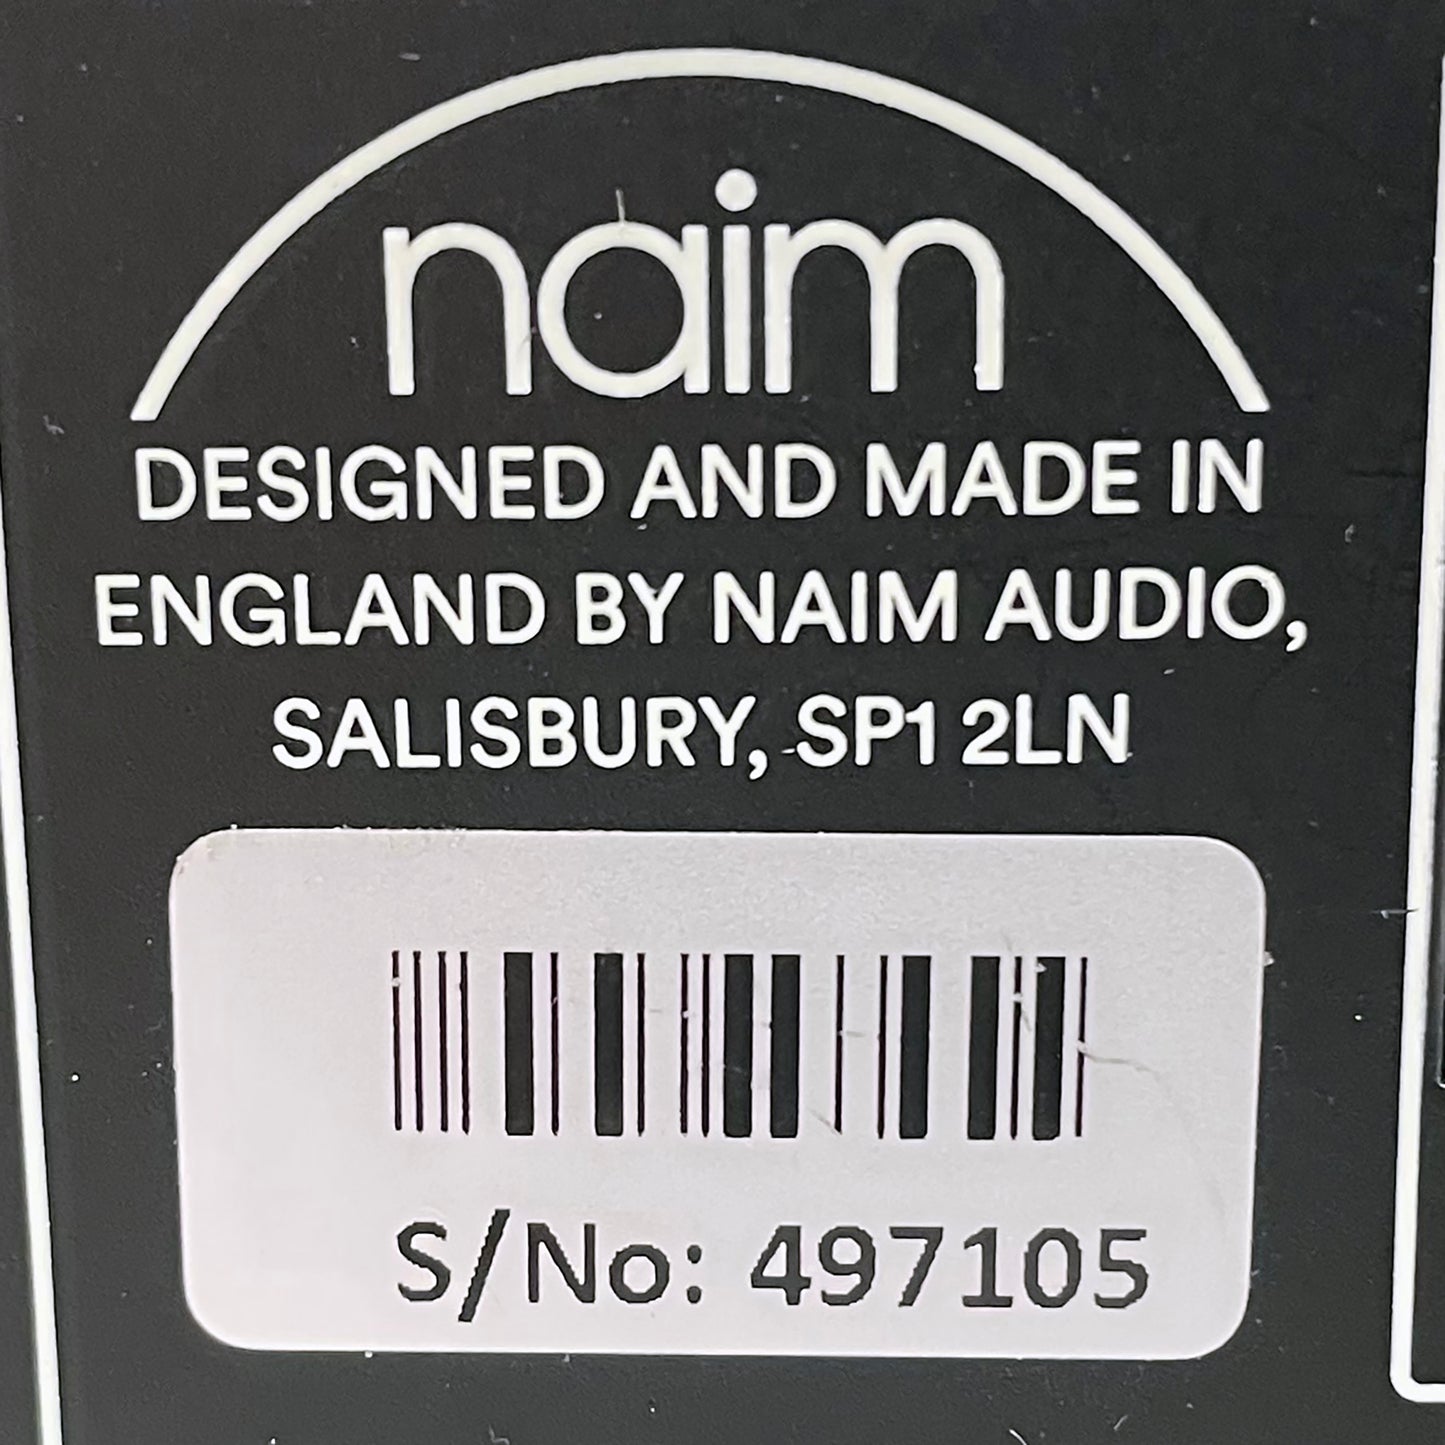 naim
DESIGNED AND MADE IN
ENGLAND BY NAIM AUDIO,
SALISBURY, SP1 2LN
S/No: 497105